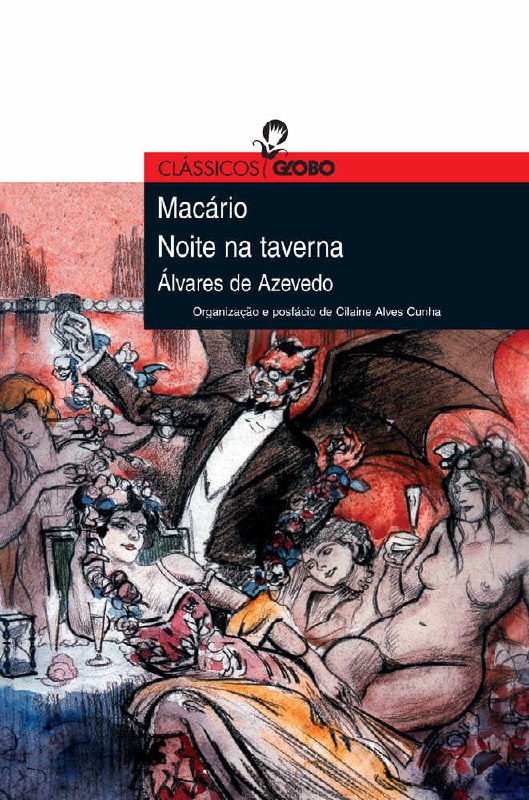 CLÁSSICOS GLOBO
Macário
Noite na taverna
Álvares de Azevedo
Organização e posfácio de Cilaine Alves Cunha